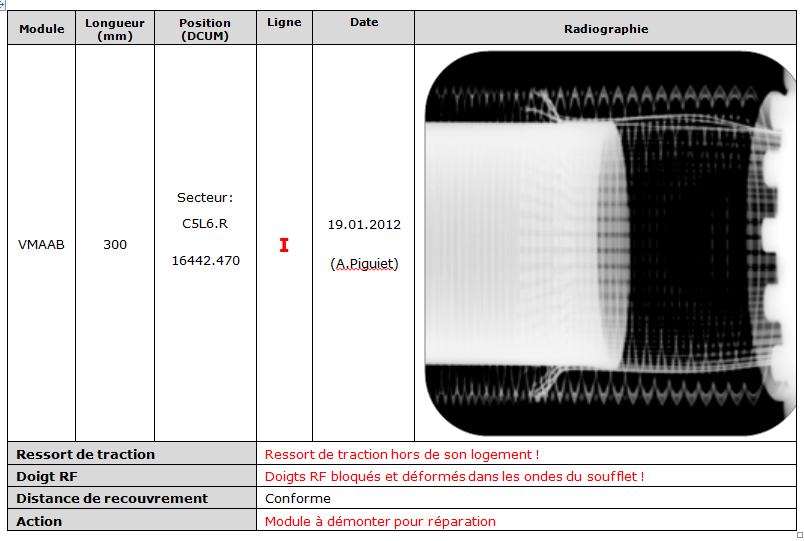 Module
Longueur
(mm)
Position
(DCUM)
Ligne
Date
Radiographie
VMAAB
300
Secteur:
C5L6.R
16442.470
I
19.01.2012
(A.Piguiet)
Ressort de traction
Ressort de traction hors de son logement !
Doigt RF
Doigts RF bloqués et déformés dans les ondes du soufflet !
Distance de recouvrement
Conforme
Action
Module à démonter pour réparation